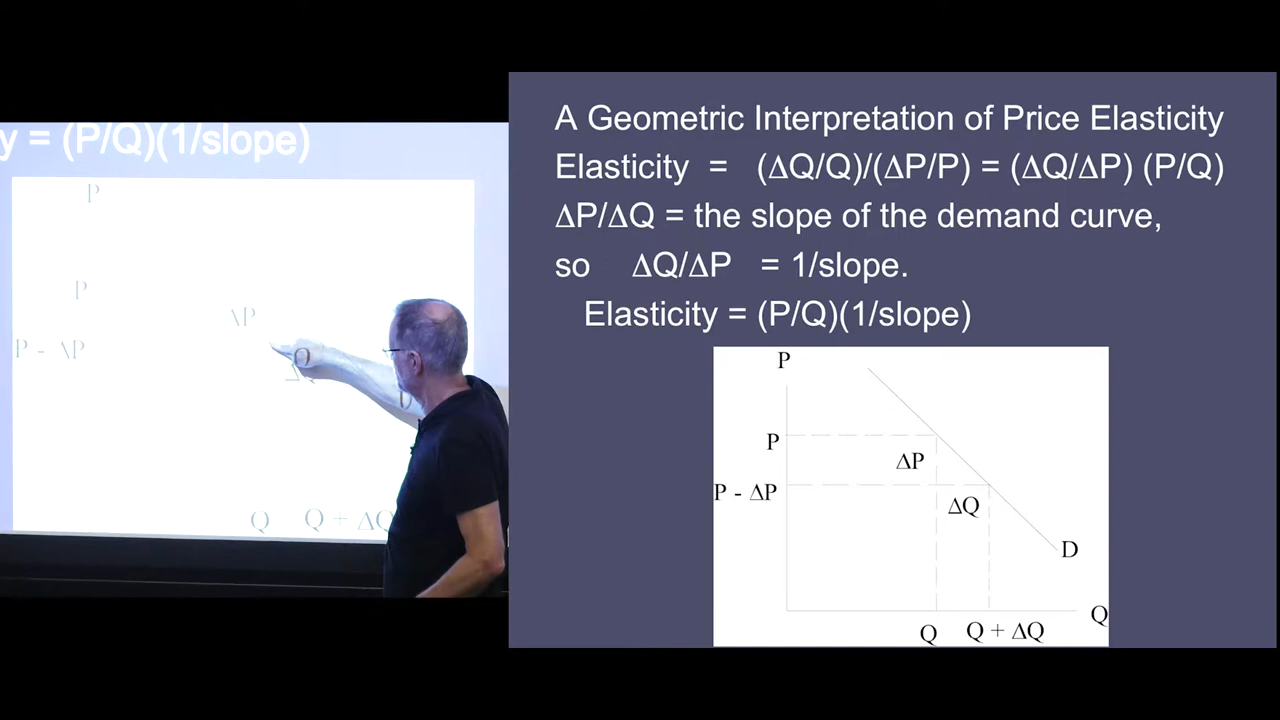 y = (P/Q)(1/slope)
P
P
ΔP
P - ΔP
Q
ΔQ
D
Q
Q + ΔQ
A Geometric Interpretation of Price Elasticity
Elasticity = (ΔQ/Q)/(ΔP/P) = (ΔQ/ΔP) (P/Q)
ΔP/ΔQ = the slope of the demand curve,
so ΔQ/ΔP = 1/slope.
Elasticity = (P/Q)(1/slope)
P
P
ΔP
P - ΔP
ΔQ
D
Q
Q
Q + ΔQ